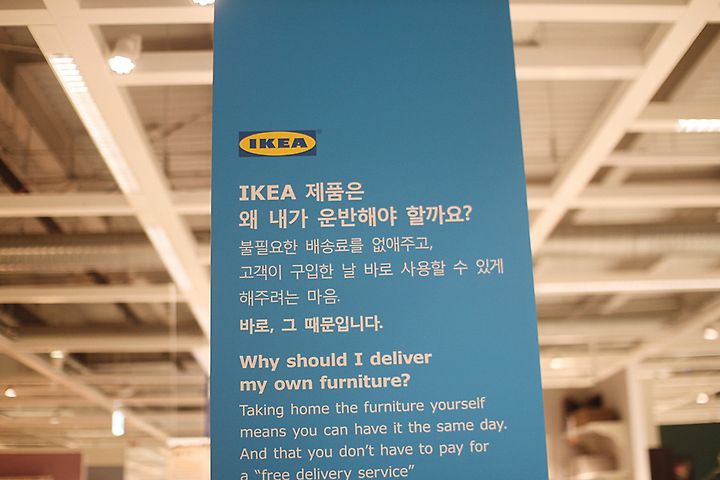 IKEA
IKEA 제품은
왜 내가 운반해야 할까요?
불필요한 배송료를 없애주고,
고객이 구입한 날 바로 사용할 수 있게
해주려는 마음.
바로, 그 때문입니다.
Why should I deliver
my own furniture?
Taking home the furniture yourself
means you can have it the same day.
And that you don't have to pay for
a “free delivery service”